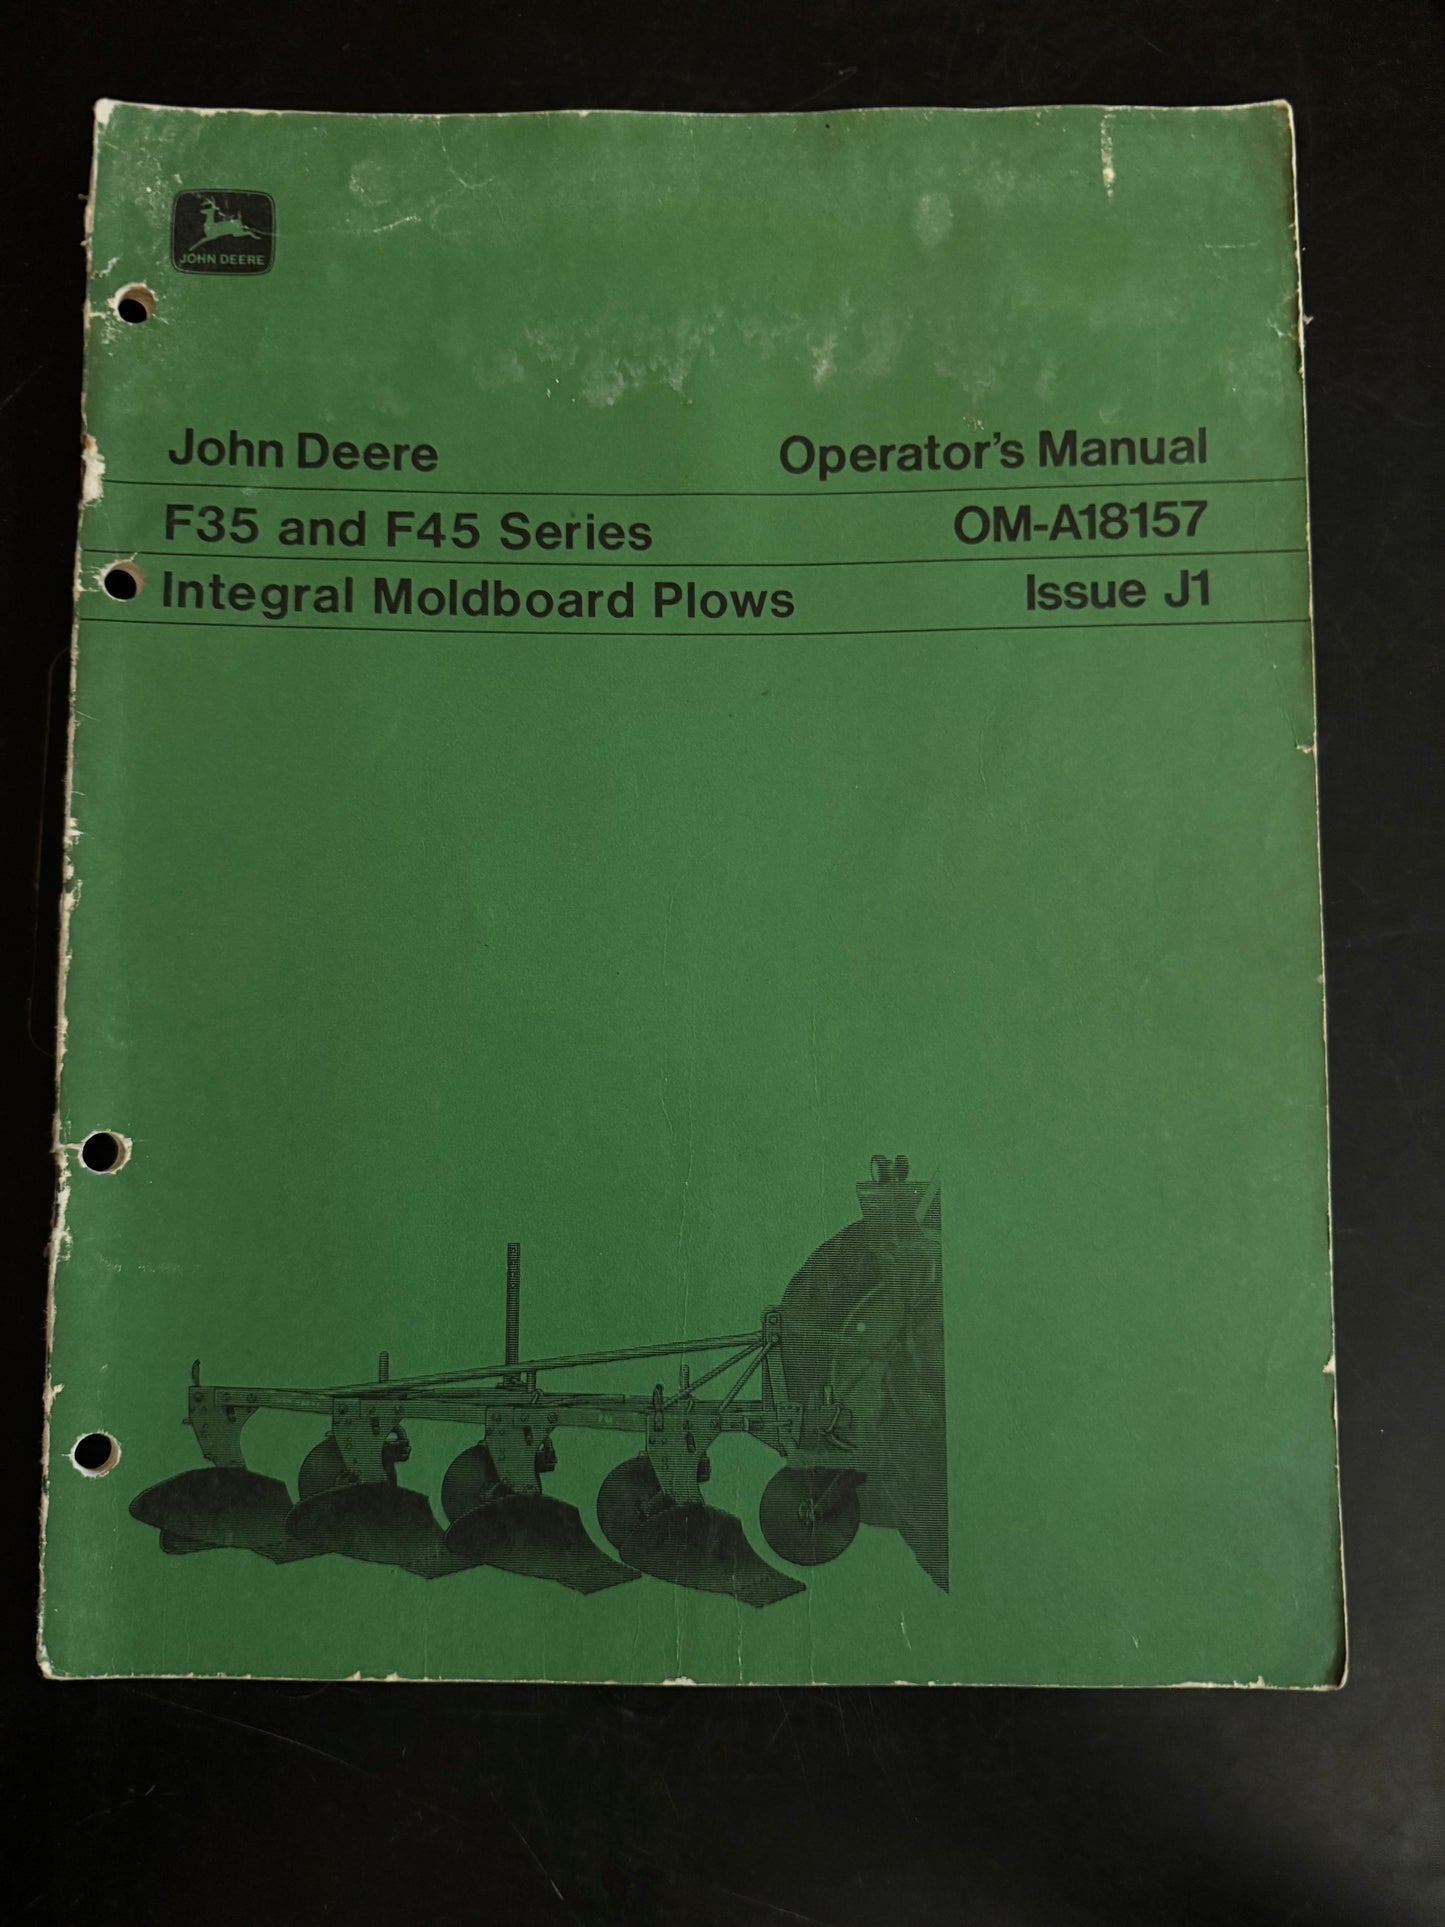 JOHN DEERE
John Deere Operator's Manual
F35 and F45 Series OM-A18157
Integral Moldboard Plows Issue J1